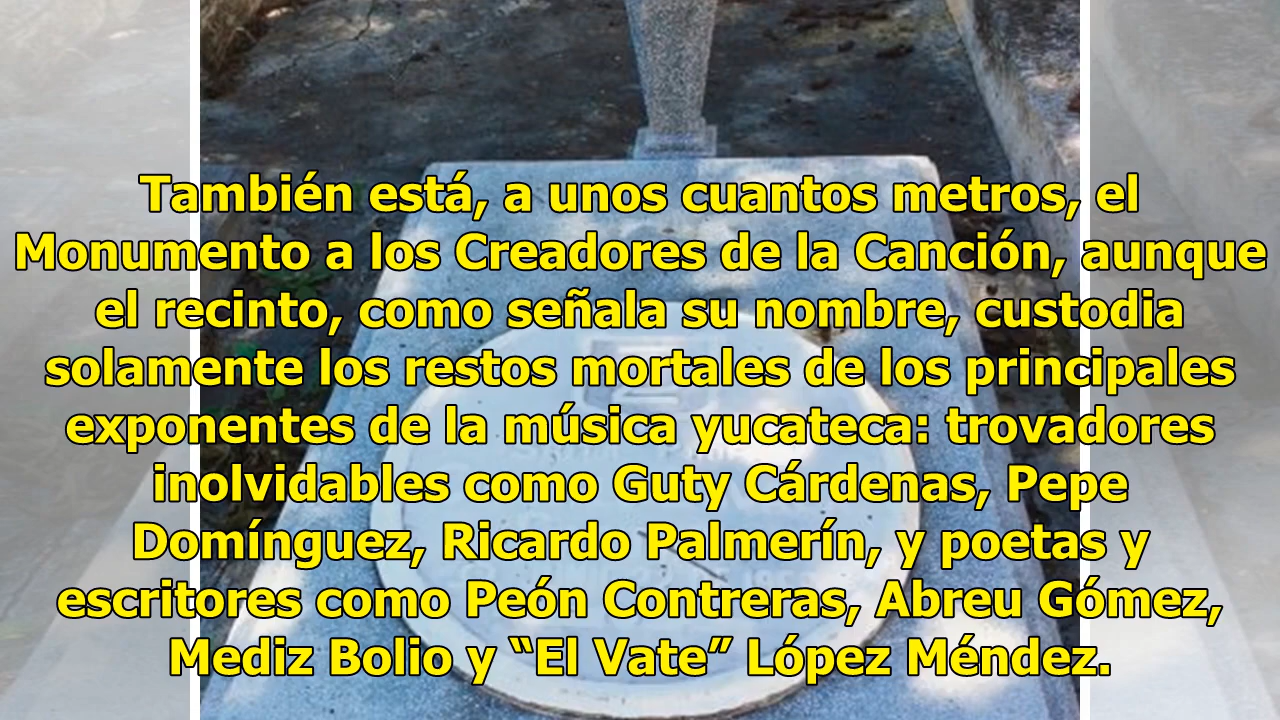 También está, a unos cuantos metros, el
Monumento a los Creadores de la Canción, aunque
el recinto, como señala su nombre, custodia
solamente los restos mortales de los principales
exponentes de la música yucateca: trovadores
inolvidables como Guty Cárdenas, Pepe
Domínguez, Ricardo Palmerín, y poetas y
escritores como Peón Contreras, Abreu Gómez,
Mediz Bolio y “El Vate” López Méndez.